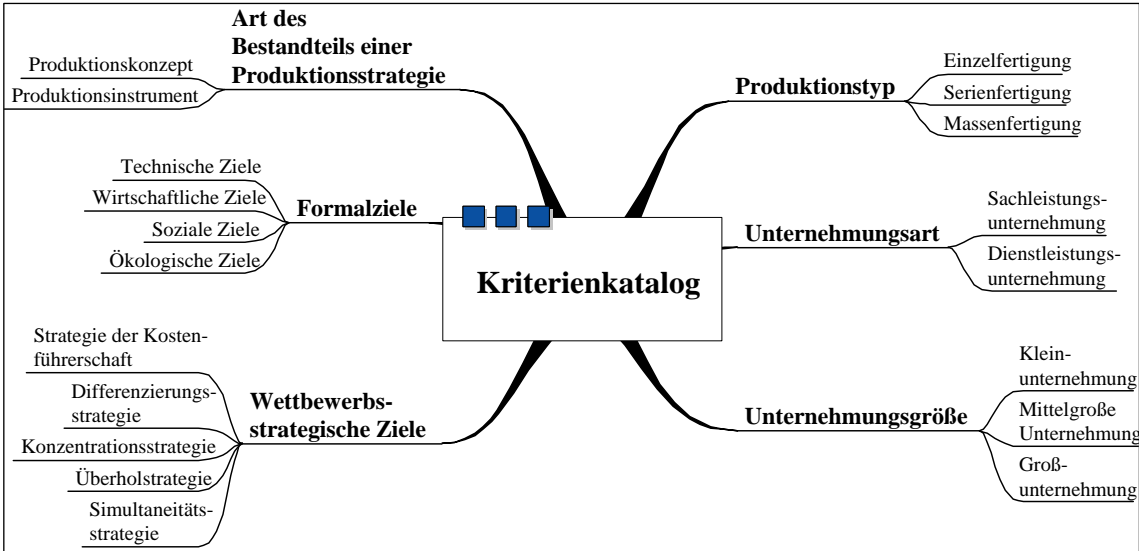 Art des
Bestandteils einer
Produktionsstrategie
Produktionskonzept
Produktionsinstrument
Formalziele
Technische Ziele
Wirtschaftliche Ziele
Soziale Ziele
Ökologische Ziele
Wettbewerbs-
strategische Ziele
Strategie der Kosten-
führerschaft
Differenzierungs-
strategie
Konzentrationsstrategie
Überholstrategie
Simultaneitäts-
strategie
Kriterienkatalog
Produktionstyp
Einzelfertigung
Serienfertigung
Massenfertigung
Unternehmungsart
Sachleistungs-
unternehmung
Dienstleistungs-
unternehmung
Unternehmungsgröße
Klein-
unternehmung
Mittelgroße
Unternehmung
Groß-
unternehmung